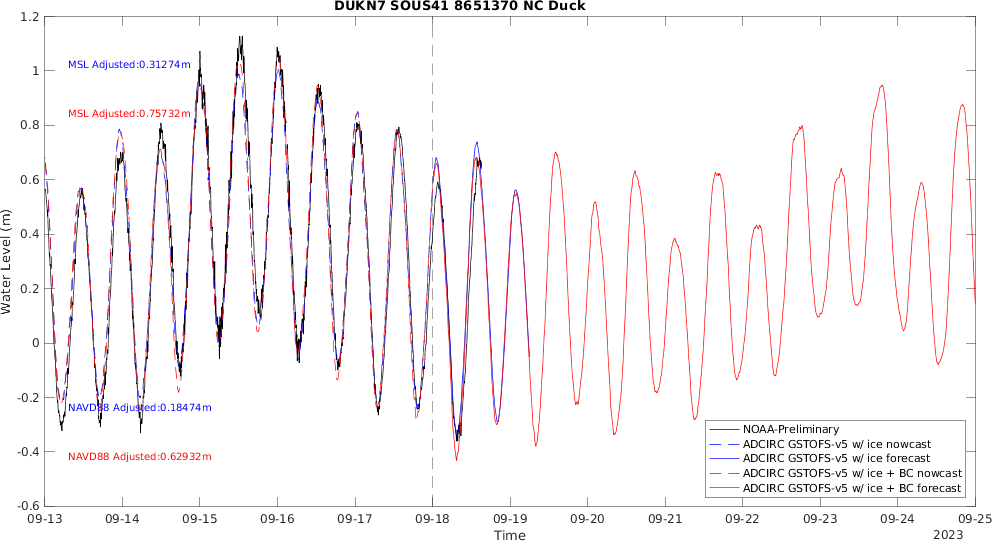 DUKN7 SOUS41 8651370 NC Duck
Water Level (m)
1.2
1
0.8
0.6
0.4
0.2
0
-0.2
-0.4
-0.6
MSL Adjusted:0.31274m
MSL Adjusted:0.75732m
NAVD88 Adjusted:0.18474m
NAVD88 Adjusted:0.62932m
NOAA-Preliminary
ADCIRC GSTOFS-v5 w/ ice nowcast
ADCIRC GSTOFS-v5 w/ ice forecast
ADCIRC GSTOFS-v5 w/ ice + BC nowcast
ADCIRC GSTOFS-v5 w/ ice + BC forecast
09-13 09-14 09-15 09-16 09-17 09-18 09-19 09-20 09-21 09-22 09-23 09-24 09-25
Time
2023